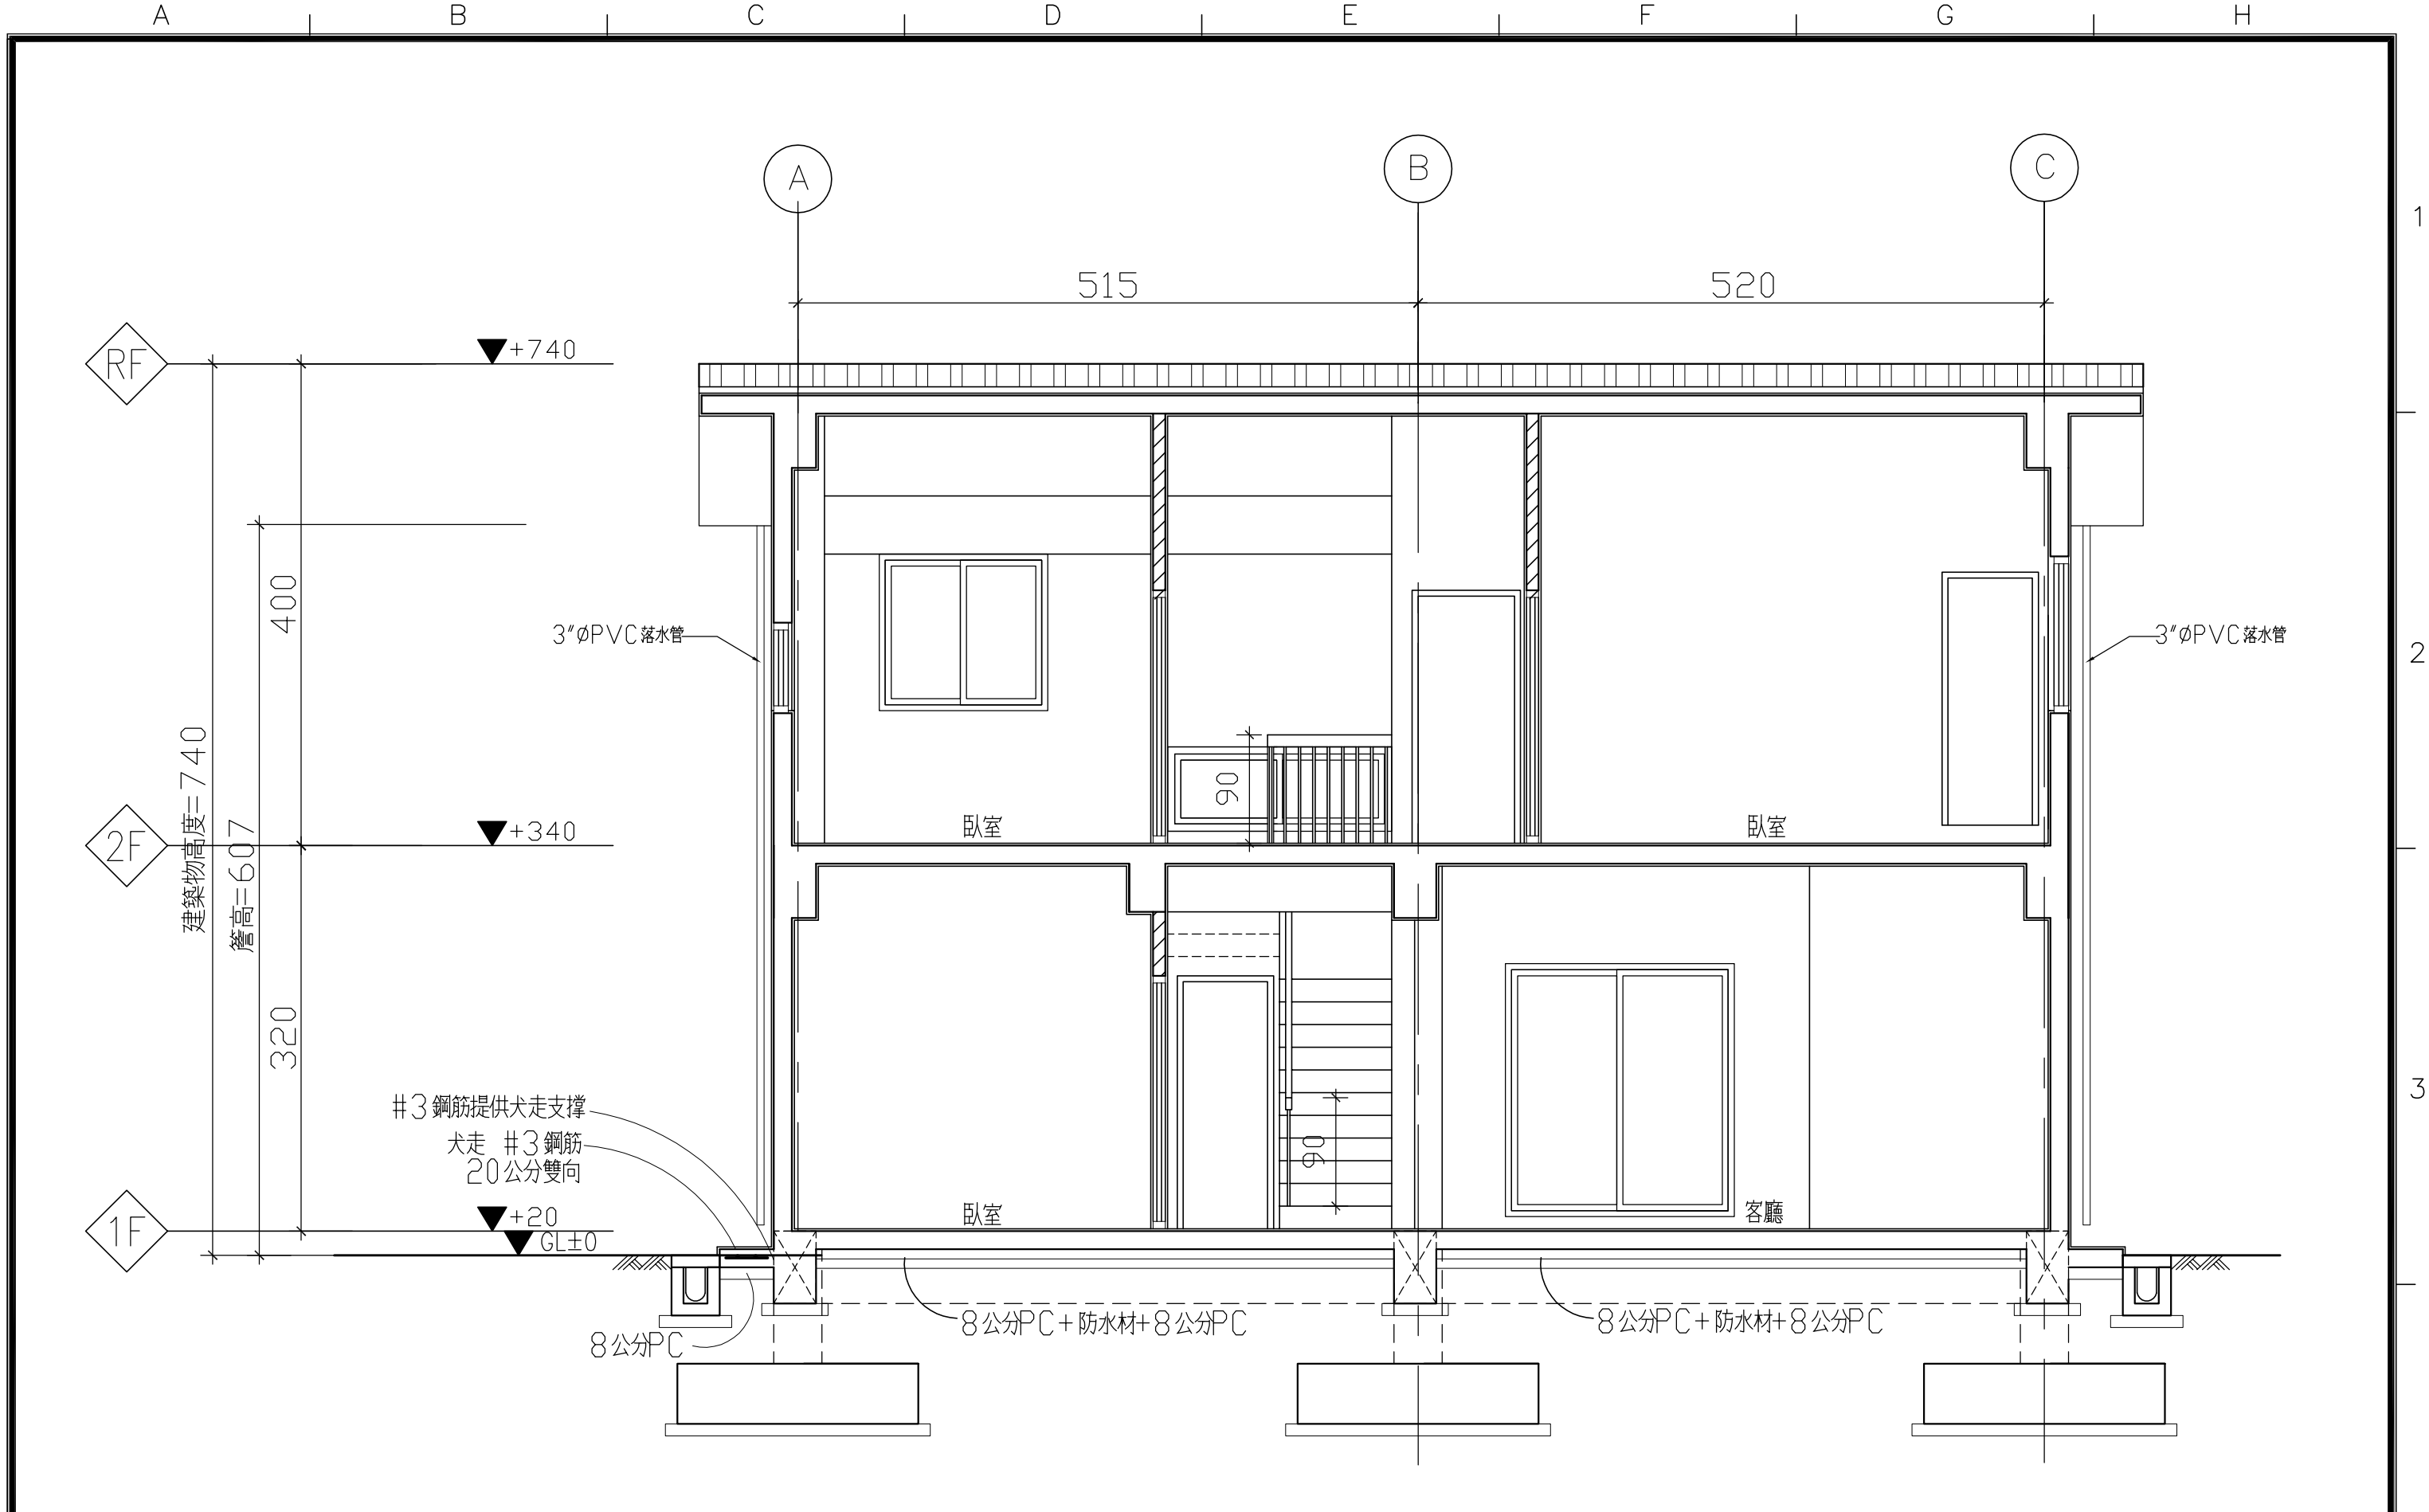 A B C D E F G H
A B C
1
515 520
RF +740
400
3"øPVC落水管 3"øPVC落水管
2
建築物高度=740
簷高=607
90
臥室 臥室
2F +340
320
3
#3鋼筋提供犬走支撐
犬走 #3鋼筋
20公分雙向
90
臥室 客廳
1F +20
GL±0
8公分PC+防水材+8公分PC 8公分PC+防水材+8公分PC
8公分PC